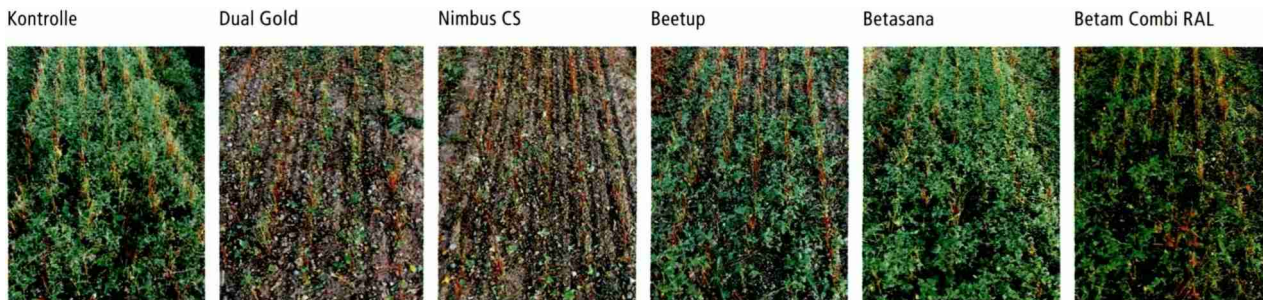 Kontrolle
Dual Gold
Nimbus CS
Beetup
Betasana
Betam Combi RAL